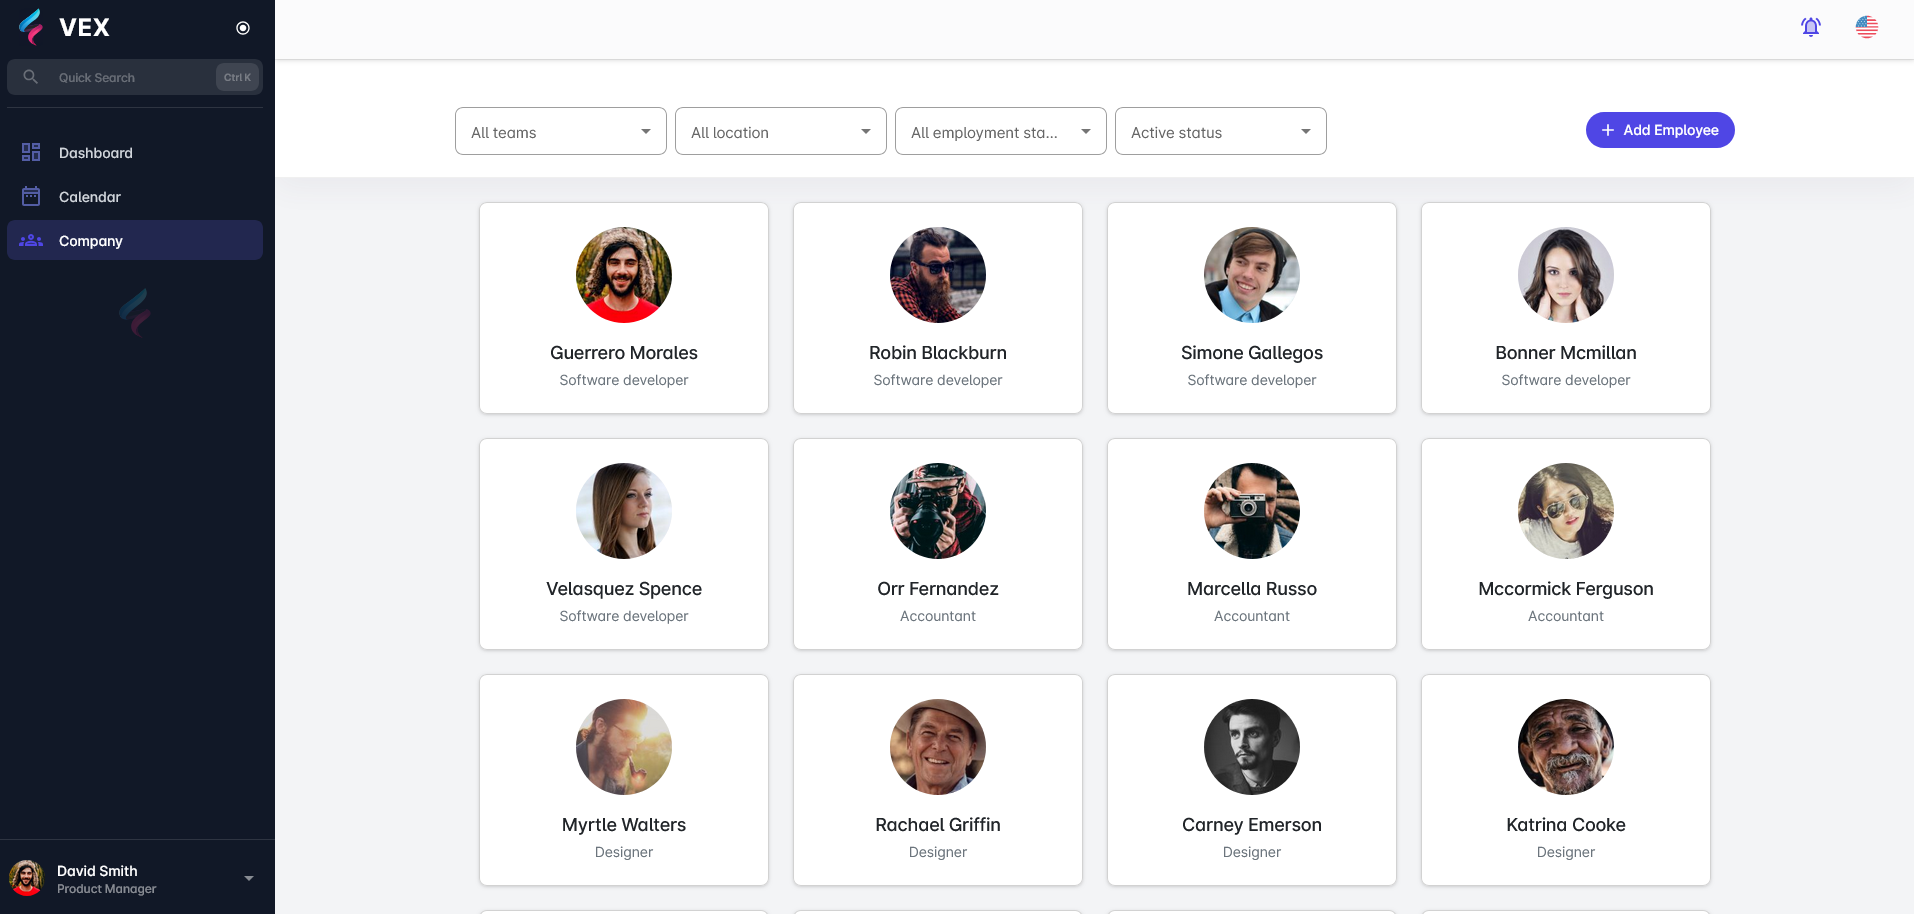 VEX
Quick Search
Ctrl K
Dashboard
Calendar
Company
David Smith
Product Manager
All teams
All location
All employment sta...
Active status
Add Employee
Guerrero Morales
Software developer
Robin Blackburn
Software developer
Simone Gallegos
Software developer
Bonner Mcmillan
Software developer
Velasquez Spence
Software developer
Orr Fernandez
Accountant
Marcella Russo
Accountant
Mccormick Ferguson
Accountant
Myrtle Walters
Designer
Rachael Griffin
Designer
Carney Emerson
Designer
Katrina Cooke
Designer